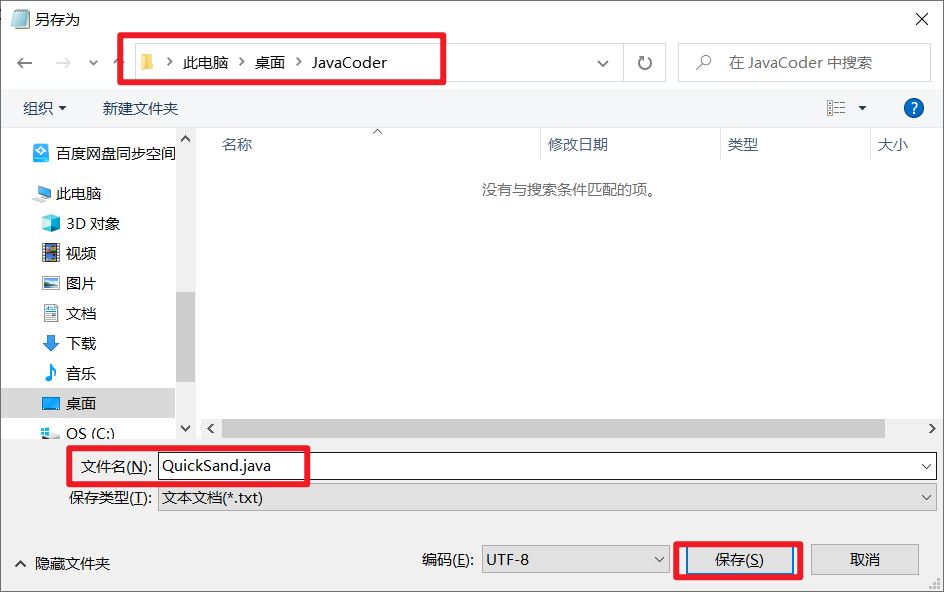 另存为
此电脑 > 桌面 > JavaCoder
在 JavaCoder 中搜索
组织
新建文件夹
?
名称
修改日期
类型
大小
没有与搜索条件匹配的项。
百度网盘同步空间
此电脑
3D 对象
视频
图片
文档
下载
音乐
桌面
OS (C:)
文件名(N): QuickSand.java
保存类型(T): 文本文档(*.txt)
隐藏文件夹
编码(E): UTF-8
保存(S)
取消